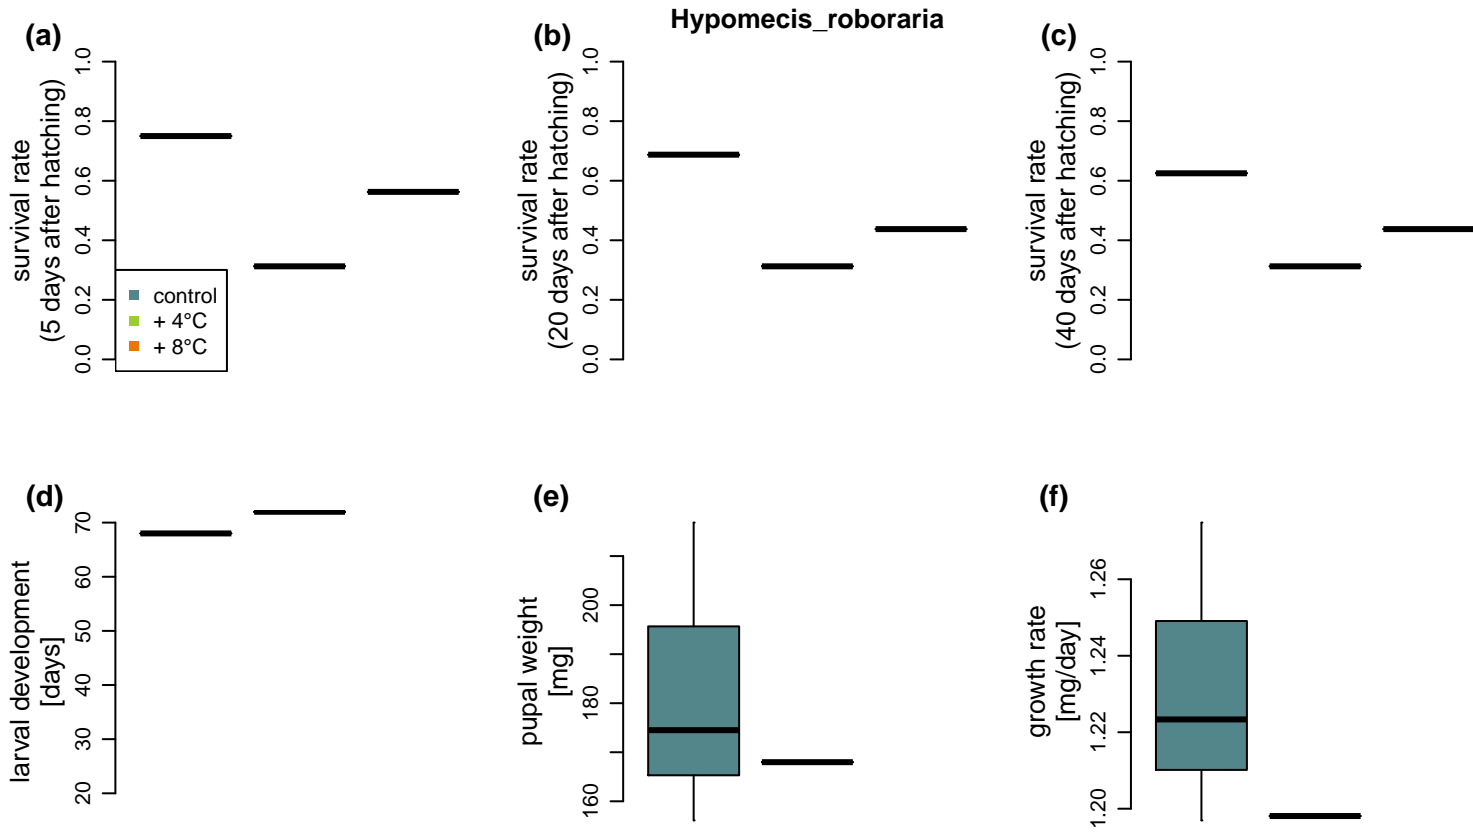 Hypomecis_roboraria
(a)
survival rate
(5 days after hatching)
0.0 0.2 0.4 0.6 0.8 1.0
control
+ 4°C
+ 8°C
(b)
survival rate
(20 days after hatching)
0.0 0.2 0.4 0.6 0.8 1.0
(c)
survival rate
(40 days after hatching)
0.0 0.2 0.4 0.6 0.8 1.0
(d)
larval development
[days]
20 30 40 50 60 70
(e)
pupal weight
[mg]
160 180 200
(f)
growth rate
[mg/day]
1.20 1.22 1.24 1.26